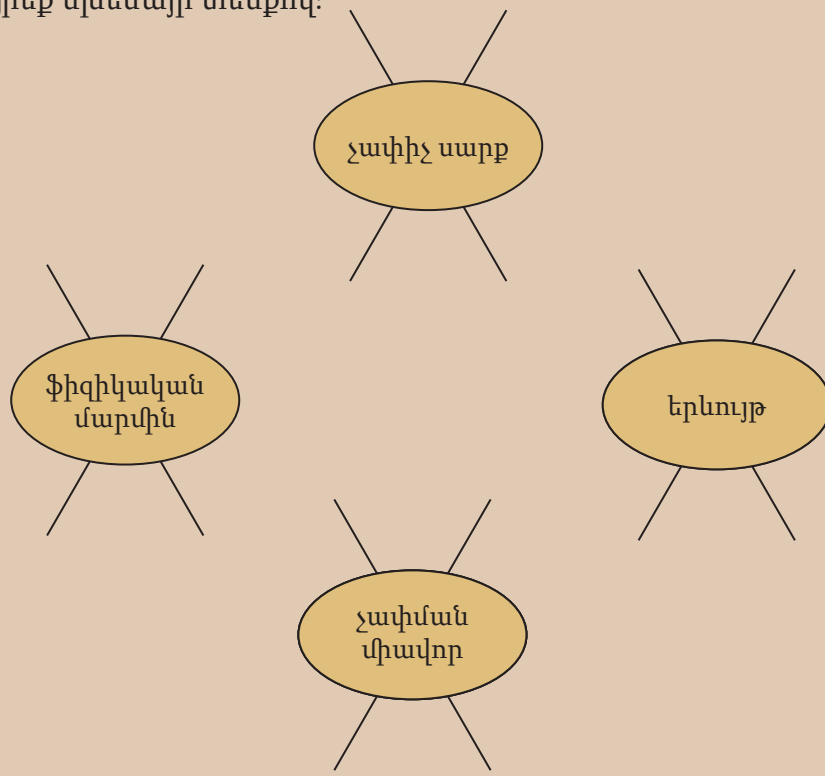 սխեմայի տեսքով։
չափիչ սարք
ֆիզիկական
մարմին
երևույթ
չափման
միավոր